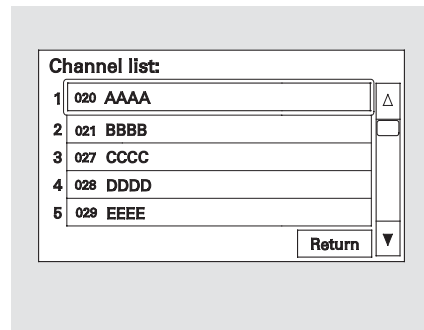 Channel list:
1 020 AAAA
2 021 BBBB
3 027 CCCC
4 028 DDDD
5 029 EEEE
Return